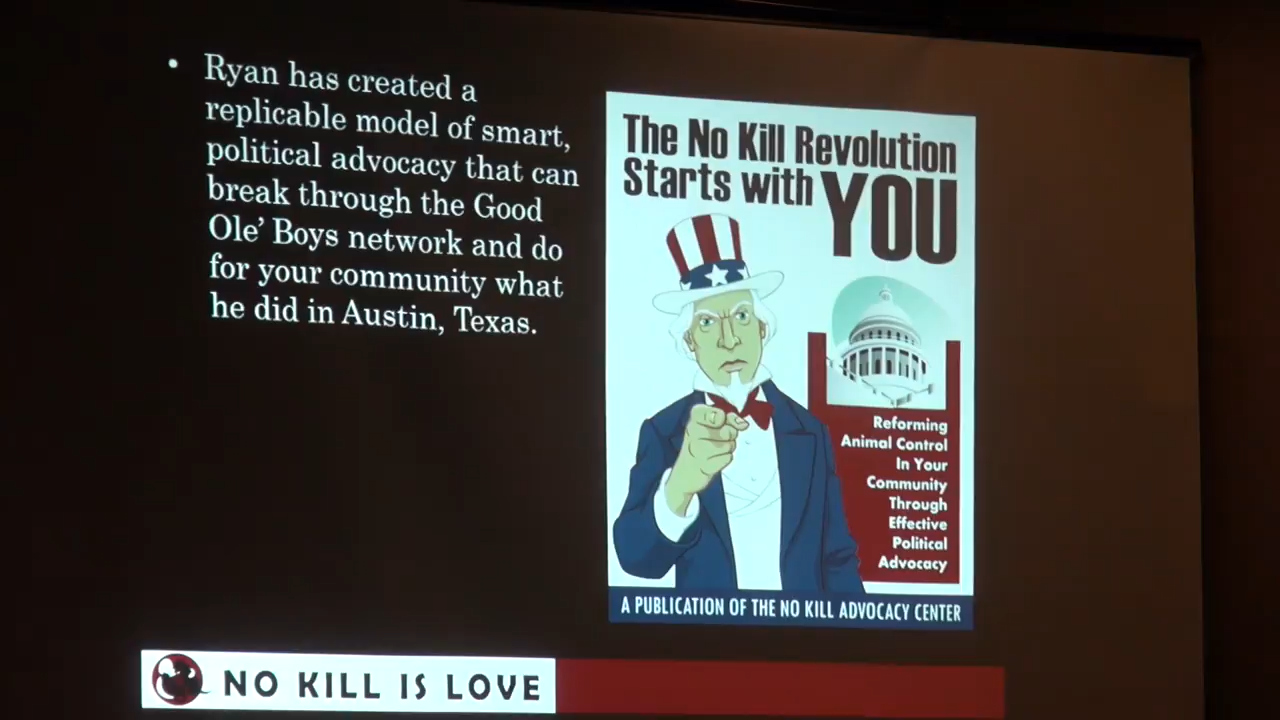 • Ryan has created a
replicable model of smart,
political advocacy that can
break through the Good
Ole' Boys network and do
for your community what
he did in Austin, Texas.
The No Kill Revolution
Starts with YOU
Reforming
Animal Control
In Your
Community
Through
Effective
Political
Advocacy
A PUBLICATION OF THE NO KILL ADVOCACY CENTER
NO KILL IS LOVE